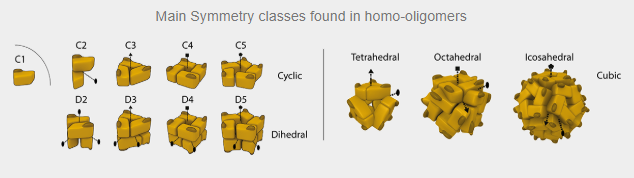 Main Symmetry classes found in homo-oligomers
C1
C2 C3 C4 C5
Cyclic
D2 D3 D4 D5
Dihedral
Tetrahedral Octahedral Icosahedral
Cubic